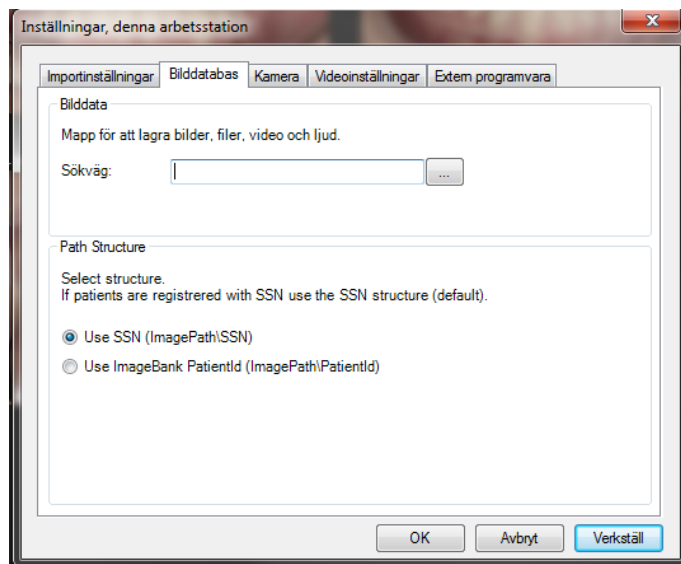 Inställningar, denna arbetsstation
Importinställningar Bilddatabas Kamera Videoinställningar Extern programvara
Bilddata
Mapp för att lagra bilder, filer, video och ljud.
Sökväg:
...
Path Structure
Select structure.
If patients are registrered with SSN use the SSN structure (default).
Use SSN (ImagePath\SSN)
Use ImageBank PatientId (ImagePath\PatientId)
OK Avbryt Verkställ